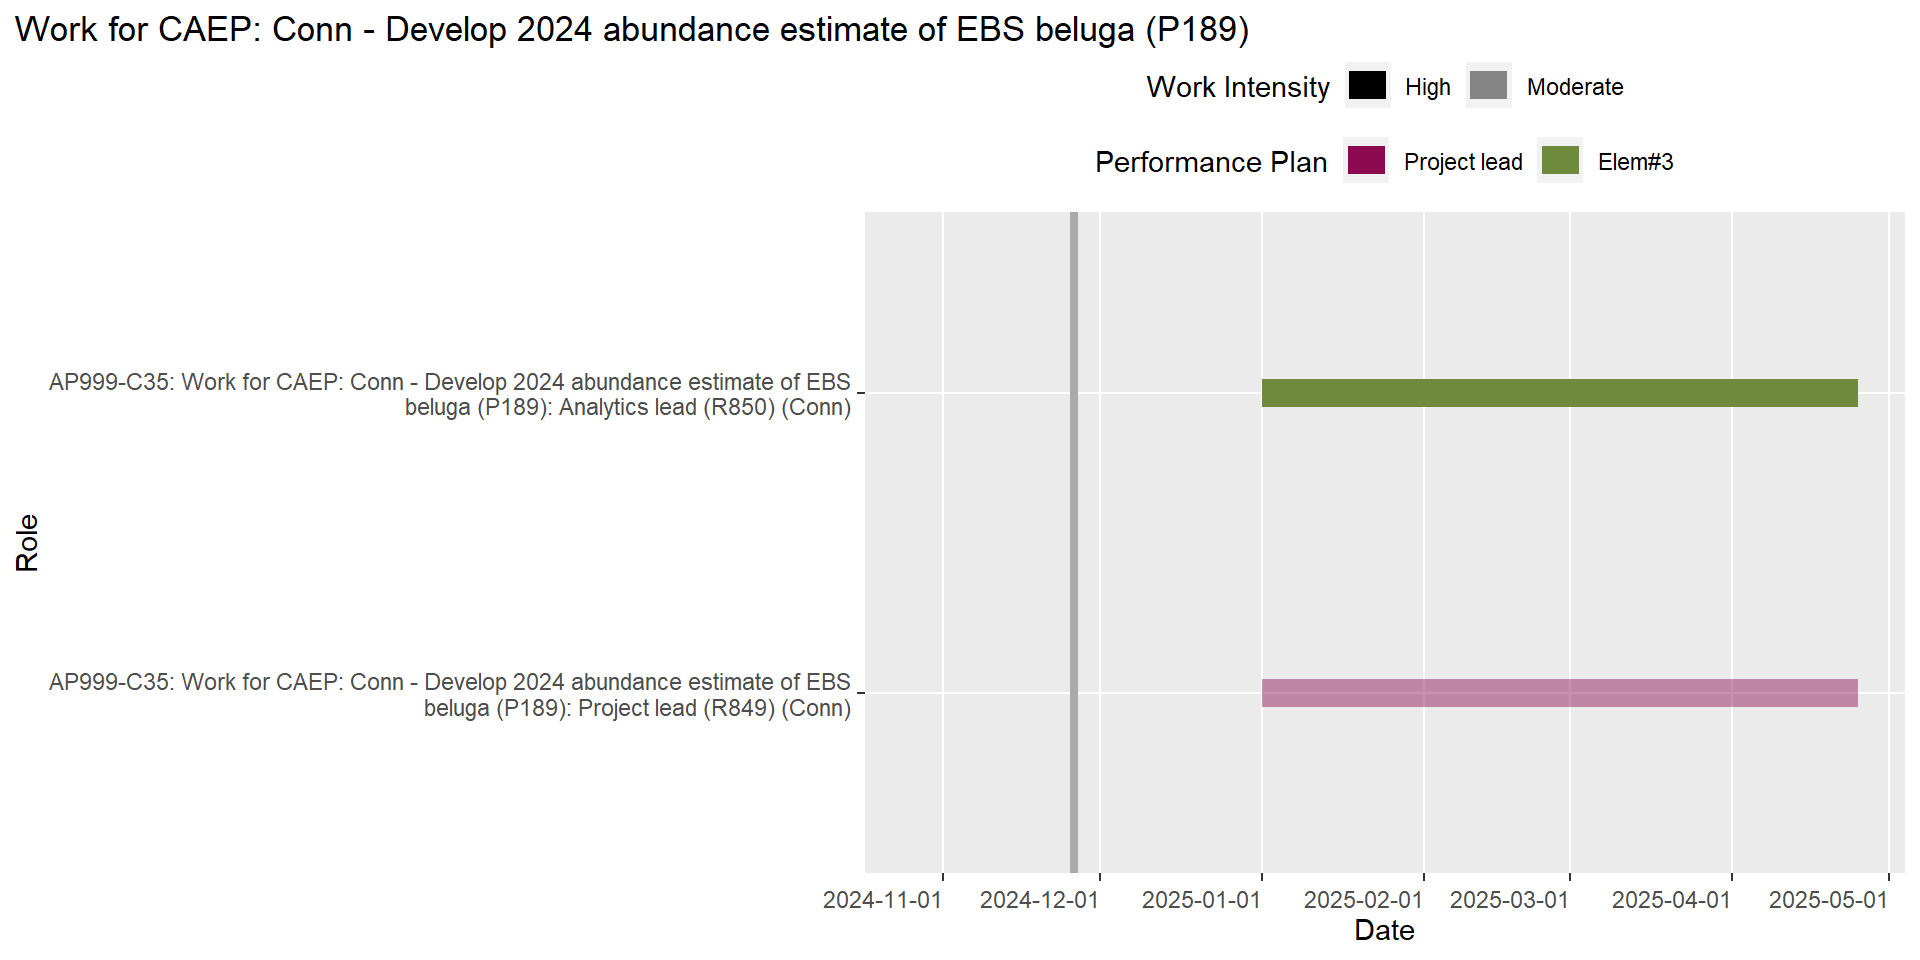 Work for CAEP: Conn - Develop 2024 abundance estimate of EBS beluga (P189)
Work Intensity High Moderate
Performance Plan Project lead Elem#3
AP999-C35: Work for CAEP: Conn - Develop 2024 abundance estimate of EBS
beluga (P189): Analytics lead (R850) (Conn)
Role
AP999-C35: Work for CAEP: Conn - Develop 2024 abundance estimate of EBS
beluga (P189): Project lead (R849) (Conn)
2024-11-01 2024-12-01 2025-01-01 2025-02-01 2025-03-01 2025-04-01 2025-05-01
Date